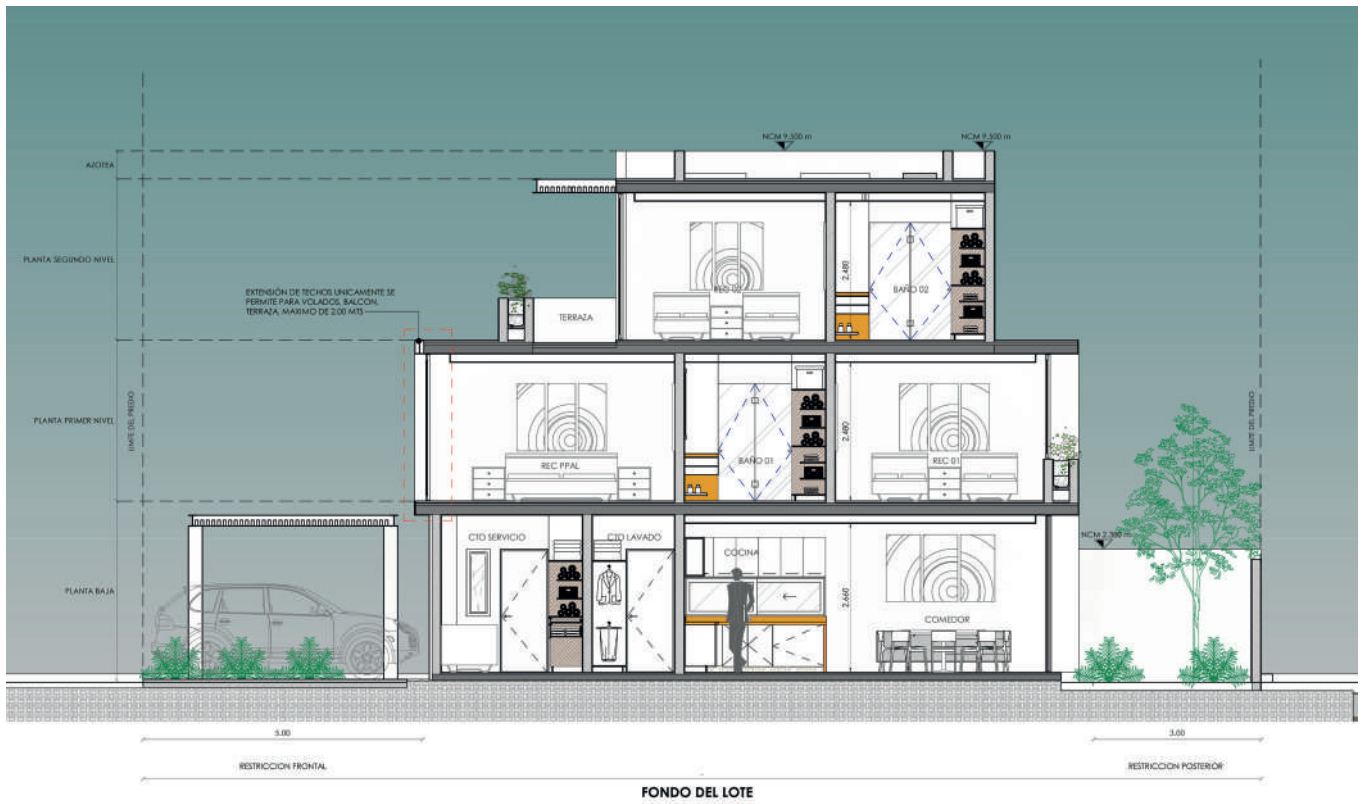 NCM 9.500 m
NCM 9.500 m
AZOTEA
PLANTA SEGUNDO NIVEL
2.480
REC 02
BAÑO 02
EXTENSIÓN DE TECHOS UNICAMENTE SE
PERMITE PARA VOLADOS, BALCON,
TERRAZA, MAXIMO DE 2.00 MTS
TERRAZA
LIMITE DEL PREDIO
LIMITE DEL PREDIO
PLANTA PRIMER NIVEL
2.480
REC PPAL
BAÑO 01
REC 01
CTO SERVICIO
CTO LAVADO
COCINA
PLANTA BAJA
2.660
COMEDOR
5.00
3.00
RESTRICCION FRONTAL
RESTRICCION POSTERIOR
FONDO DEL LOTE